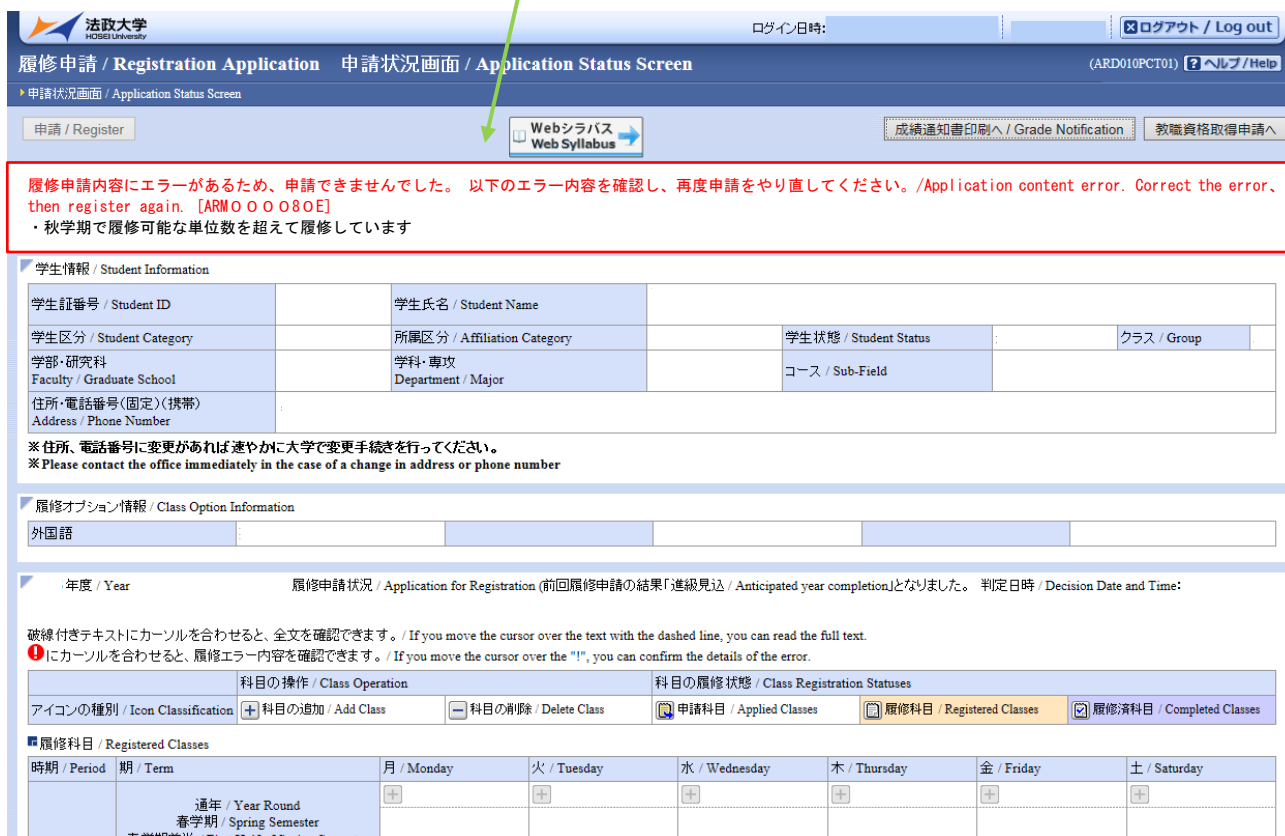 法政大学
HOSEI University
ログイン日時:
ログアウト / Log out
履修申請 / Registration Application 申請状況画面 / Application Status Screen
(ARD010PCT01) ? ヘルプ/Help
申請状況画面 / Application Status Screen
申請 / Register
Webシラバス
Web Syllabus
成績通知書印刷へ / Grade Notification
教職資格取得申請へ
履修申請内容にエラーがあるため、申請できませんでした。 以下のエラー内容を確認し、再度申請をやり直してください。/Application content error. Correct the error、
then register again. [ARM００００８０E]
・秋学期で履修可能な単位数を超えて履修しています
学生情報 / Student Information
学生証番号 / Student ID 学生氏名 / Student Name
学生区分 / Student Category 所属区分 / Affiliation Category 学生状態 / Student Status クラス / Group
学部・研究科
Faculty / Graduate School
学科・専攻
Department / Major
コース / Sub-Field
住所・電話番号(固定)(携帯)
Address / Phone Number
※住所、電話番号に変更があれば速やかに大学で変更手続きを行ってください。
※Please contact the office immediately in the case of a change in address or phone number
履修オプション情報 / Class Option Information
外国語
年度 / Year 履修申請状況 / Application for Registration (前回履修申請の結果「進級見込 / Anticipated year completion」となりました。 判定日時 / Decision Date and Time:
破線付きテキストにカーソルを合わせると、全文を確認できます。/ If you move the cursor over the text with the dashed line, you can read the full text.
!にカーソルを合わせると、履修エラー内容を確認できます。/ If you move the cursor over the "!", you can confirm the details of the error.
科目の操作 / Class Operation 科目の履修状態 / Class Registration Statuses
アイコンの種別 / Icon Classification + 科目の追加 / Add Class − 科目の削除 / Delete Class 申請科目 / Applied Classes 履修科目 / Registered Classes 履修済科目 / Completed Classes
履修科目 / Registered Classes
時期 / Period 期 / Term 月 / Monday 火 / Tuesday 水 / Wednesday 木 / Thursday 金 / Friday 土 / Saturday
+ + + + + +
通年 / Year Round
春学期 / Spring Semester